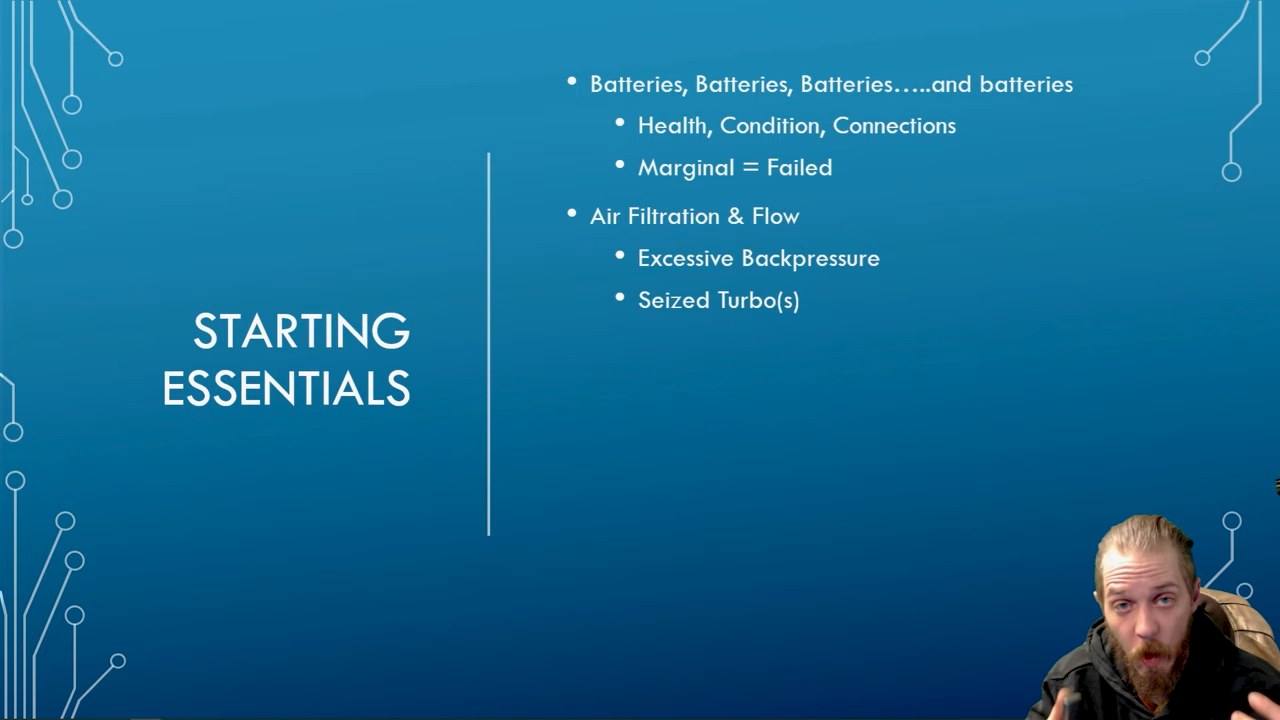 STARTING
ESSENTIALS
• Batteries, Batteries, Batteries…..and batteries
• Health, Condition, Connections
• Marginal = Failed
• Air Filtration & Flow
• Excessive Backpressure
• Seized Turbo(s)